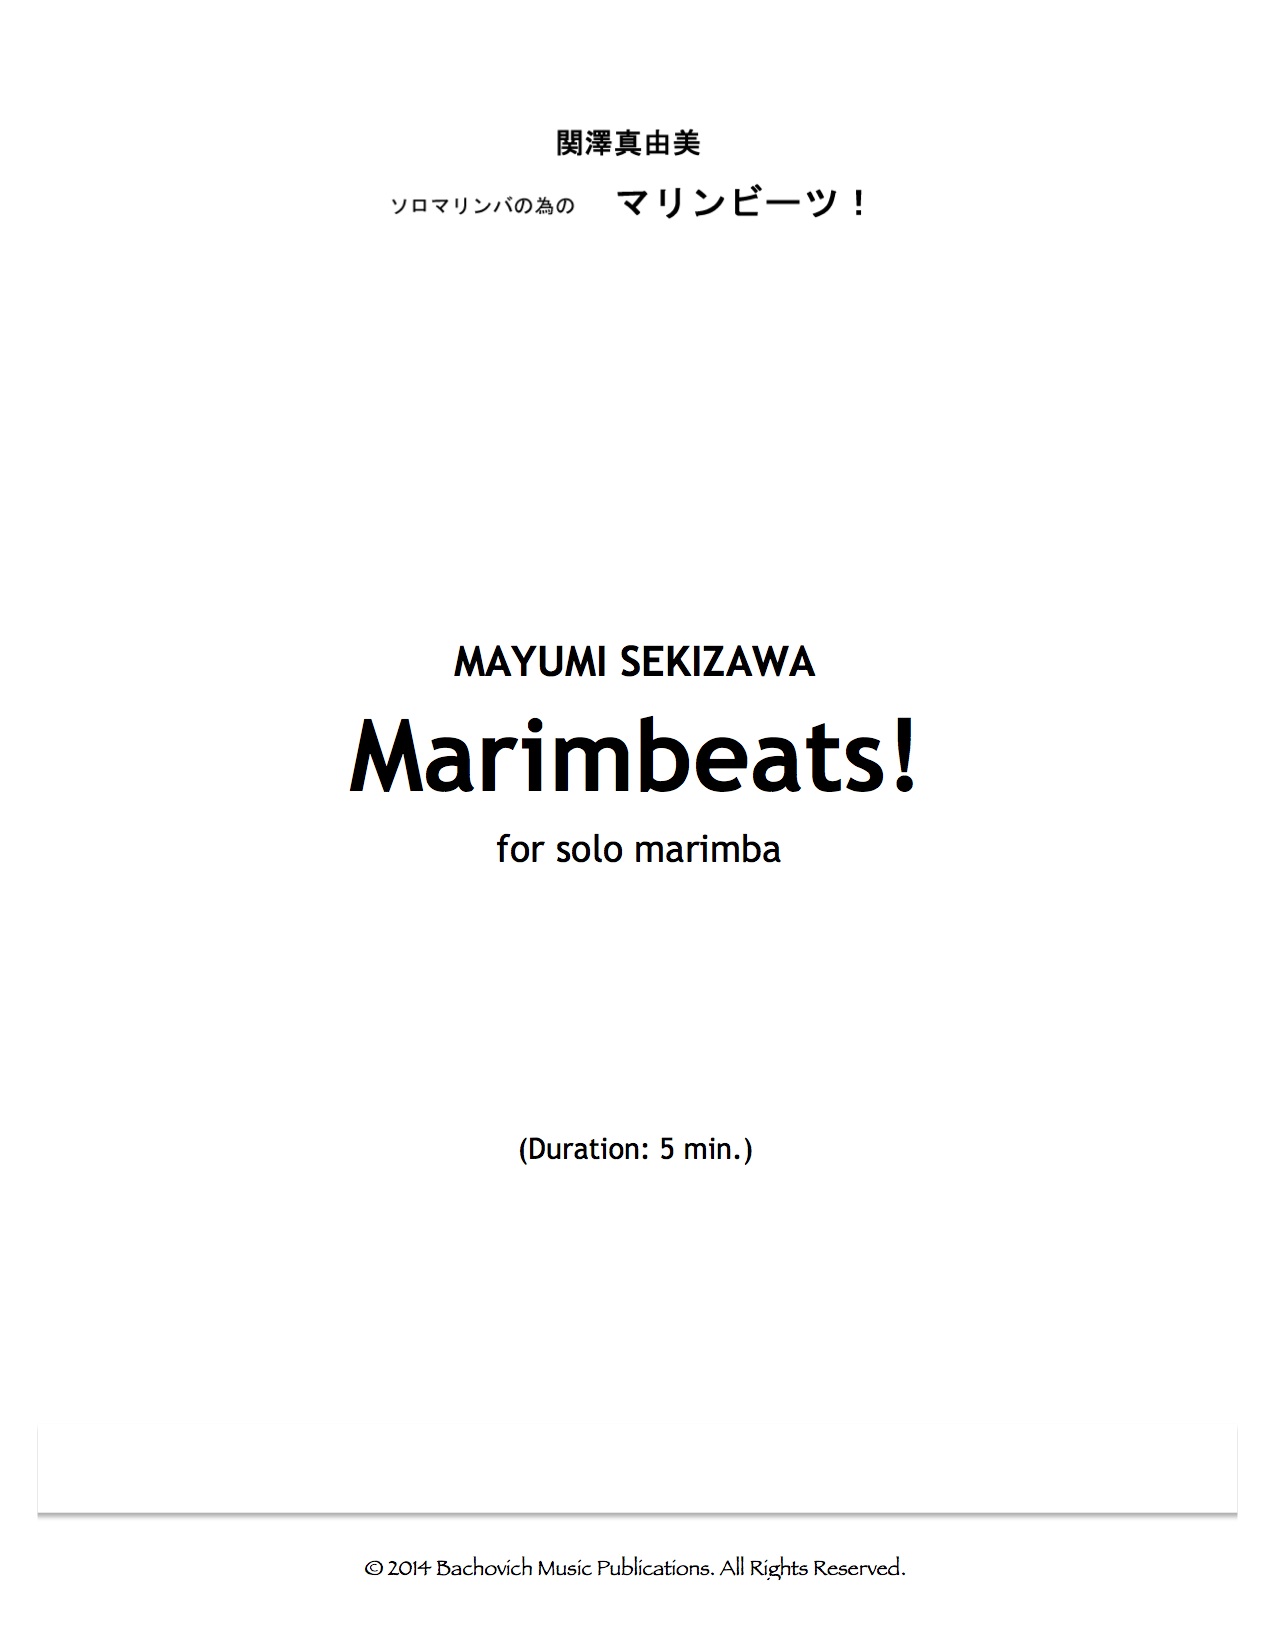 関澤真由美
ソロマリンバの為の　マリンビーツ！
MAYUMI SEKIZAWA
Marimbeats!
for solo marimba
(Duration: 5 min.)
© 2014 Bachovich Music Publications. All Rights Reserved.